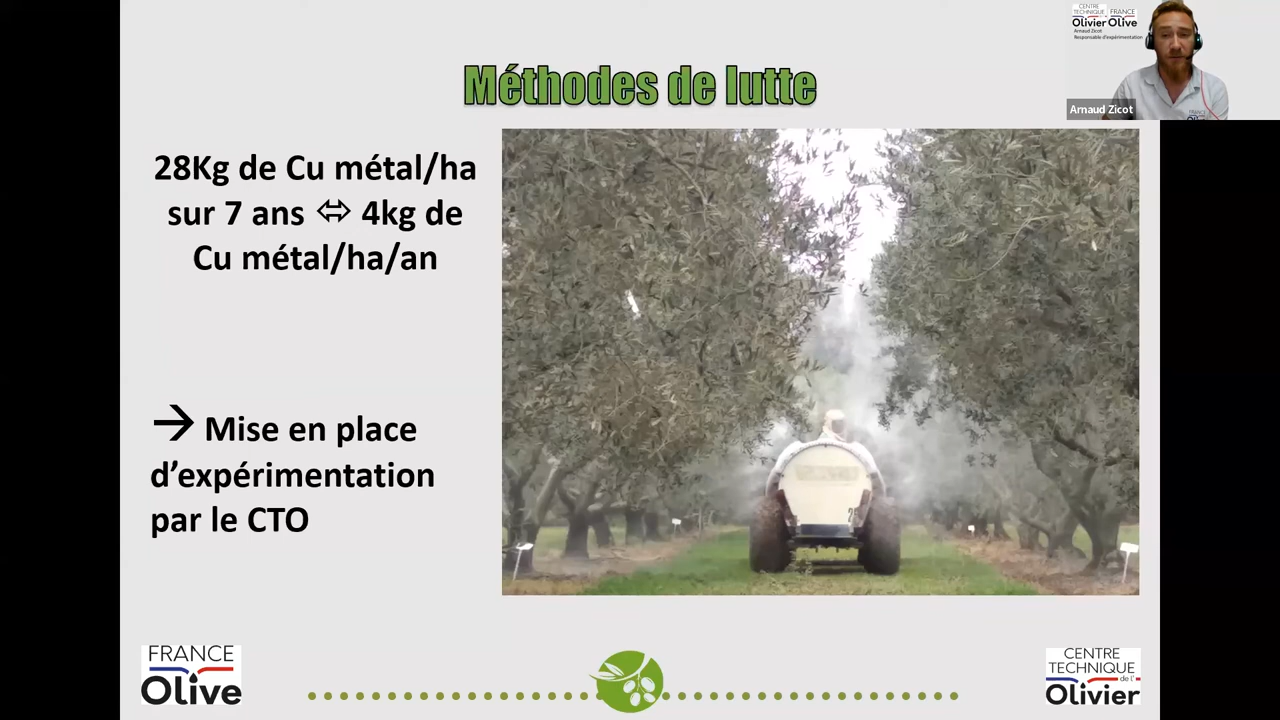 Méthodes de lutte
28Kg de Cu métal/ha
sur 7 ans ⇔ 4kg de
Cu métal/ha/an
→ Mise en place
d’expérimentation
par le CTO
CENTRE
TECHNIQUE
Olivier
FRANCE
Olive
Arnaud Zicot
Responsable d'expérimentation
Arnaud Zicot
FRANCE
FRANCE
Olive
CENTRE
TECHNIQUE
de l'
Olivier